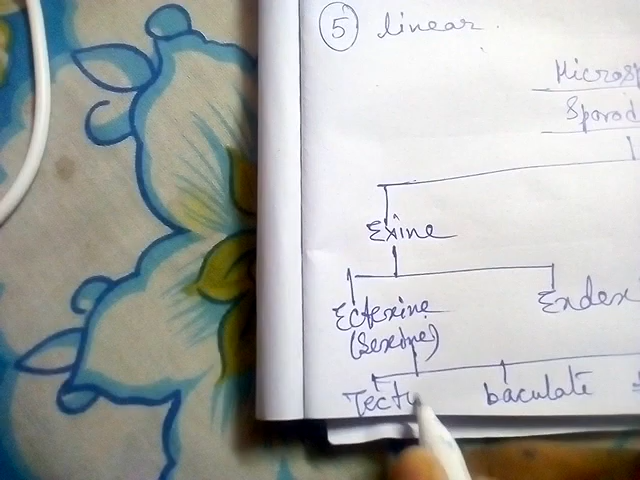 5 linear.
Microsp
Sporod
Exine
Ectexine Endex
(Sexine)
Tectu baculate